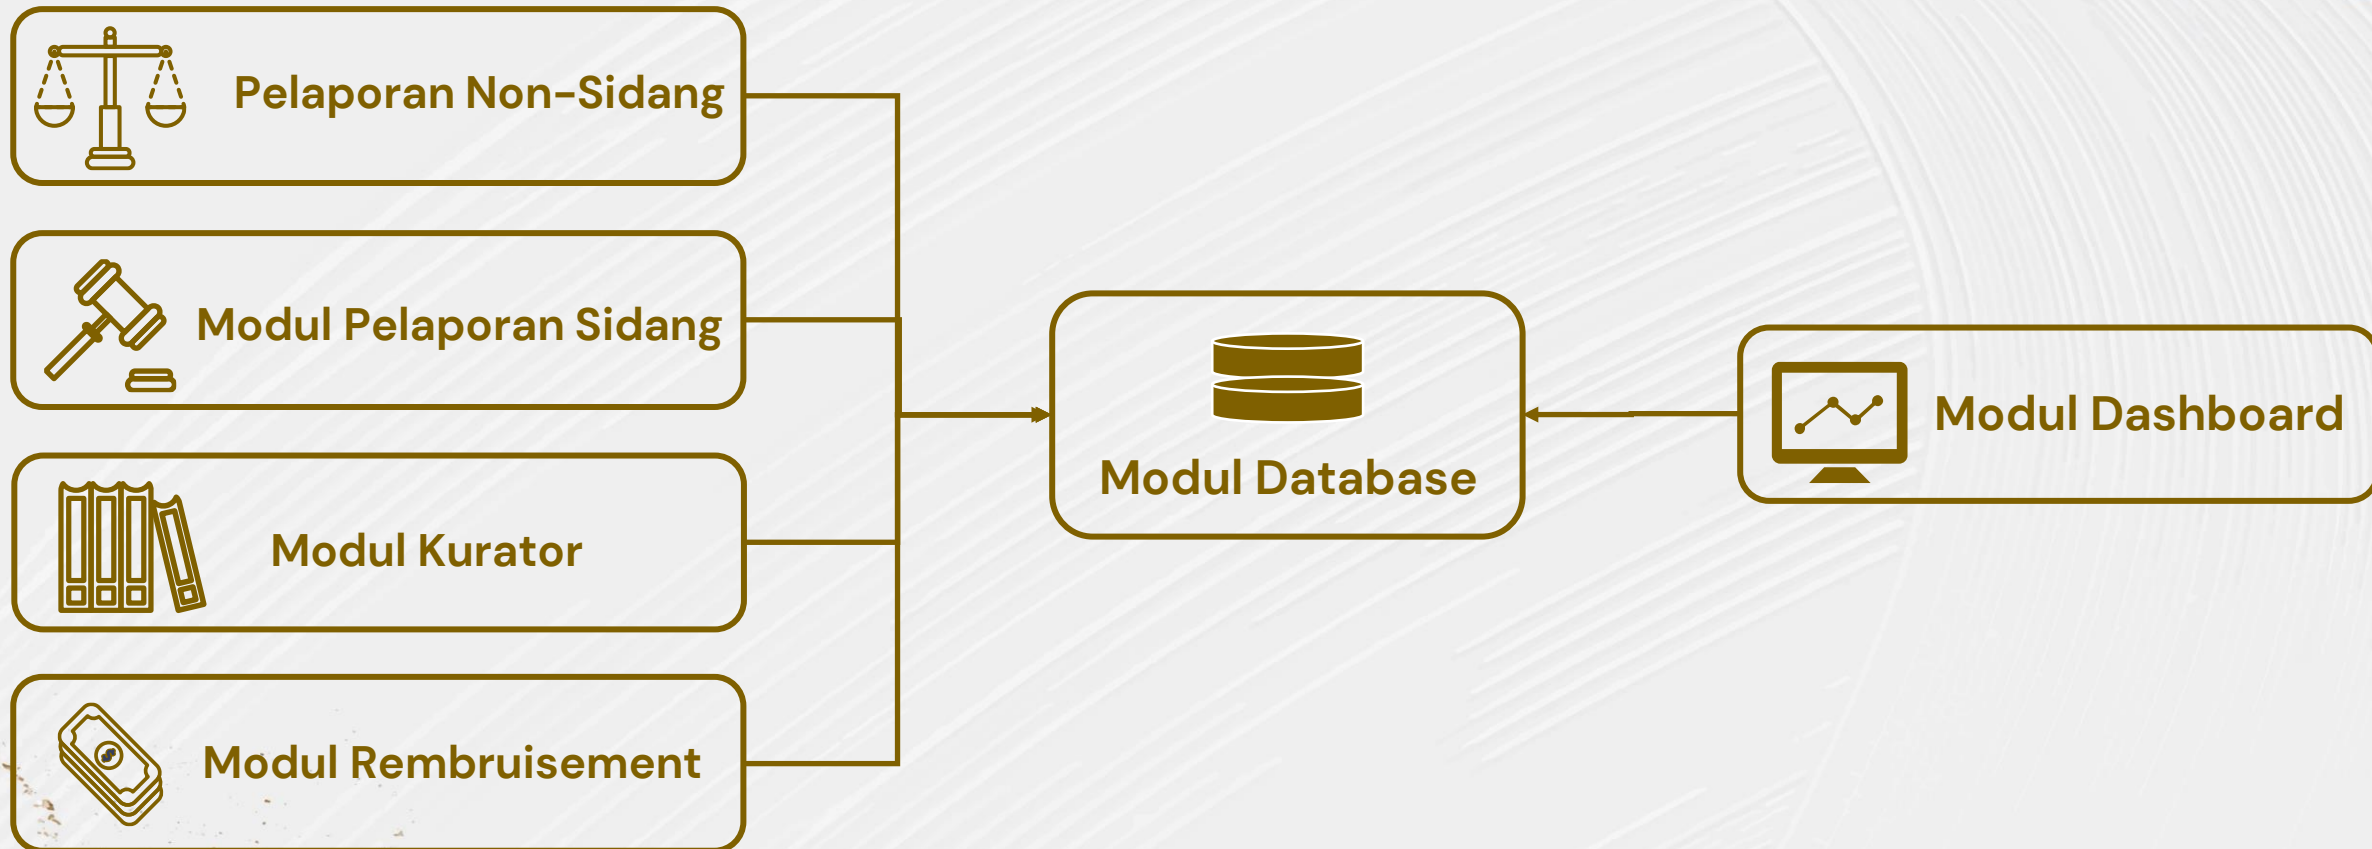 Pelaporan Non-Sidang
Modul Pelaporan Sidang
Modul Kurator
Modul Rembruisement
Modul Database
Modul Dashboard